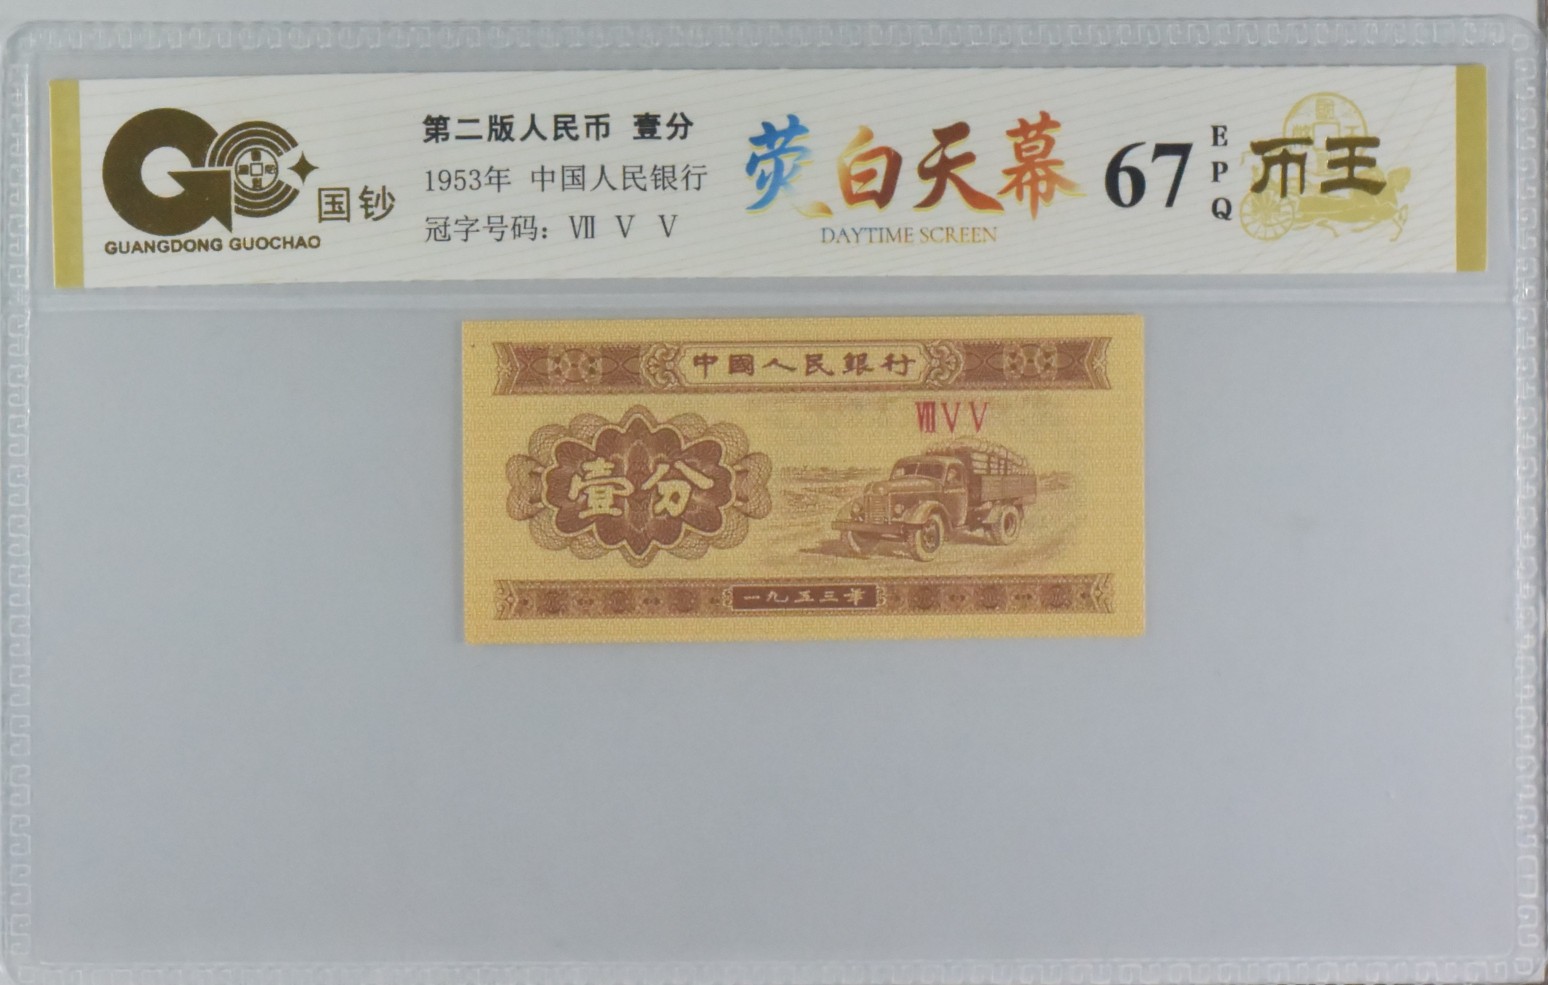 GUANGDONG GUOCHAO
国钞
第二版人民币 壹分
1953年 中国人民银行
冠字号码：Ⅶ Ⅴ Ⅴ
荧白天幕
DAYTIME SCREEN
67
EPQ
币王
中國人民銀行
ⅦⅤⅤ
壹分
一九五三年